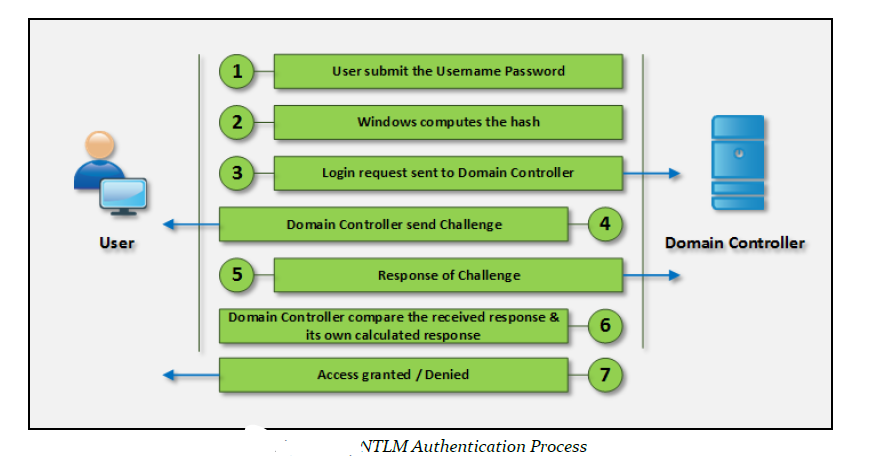 1 User submit the Username Password
2 Windows computes the hash
3 Login request sent to Domain Controller
Domain Controller send Challenge 4
User
Domain Controller
5 Response of Challenge
Domain Controller compare the received response &
its own calculated response 6
Access granted / Denied 7
NTLM Authentication Process